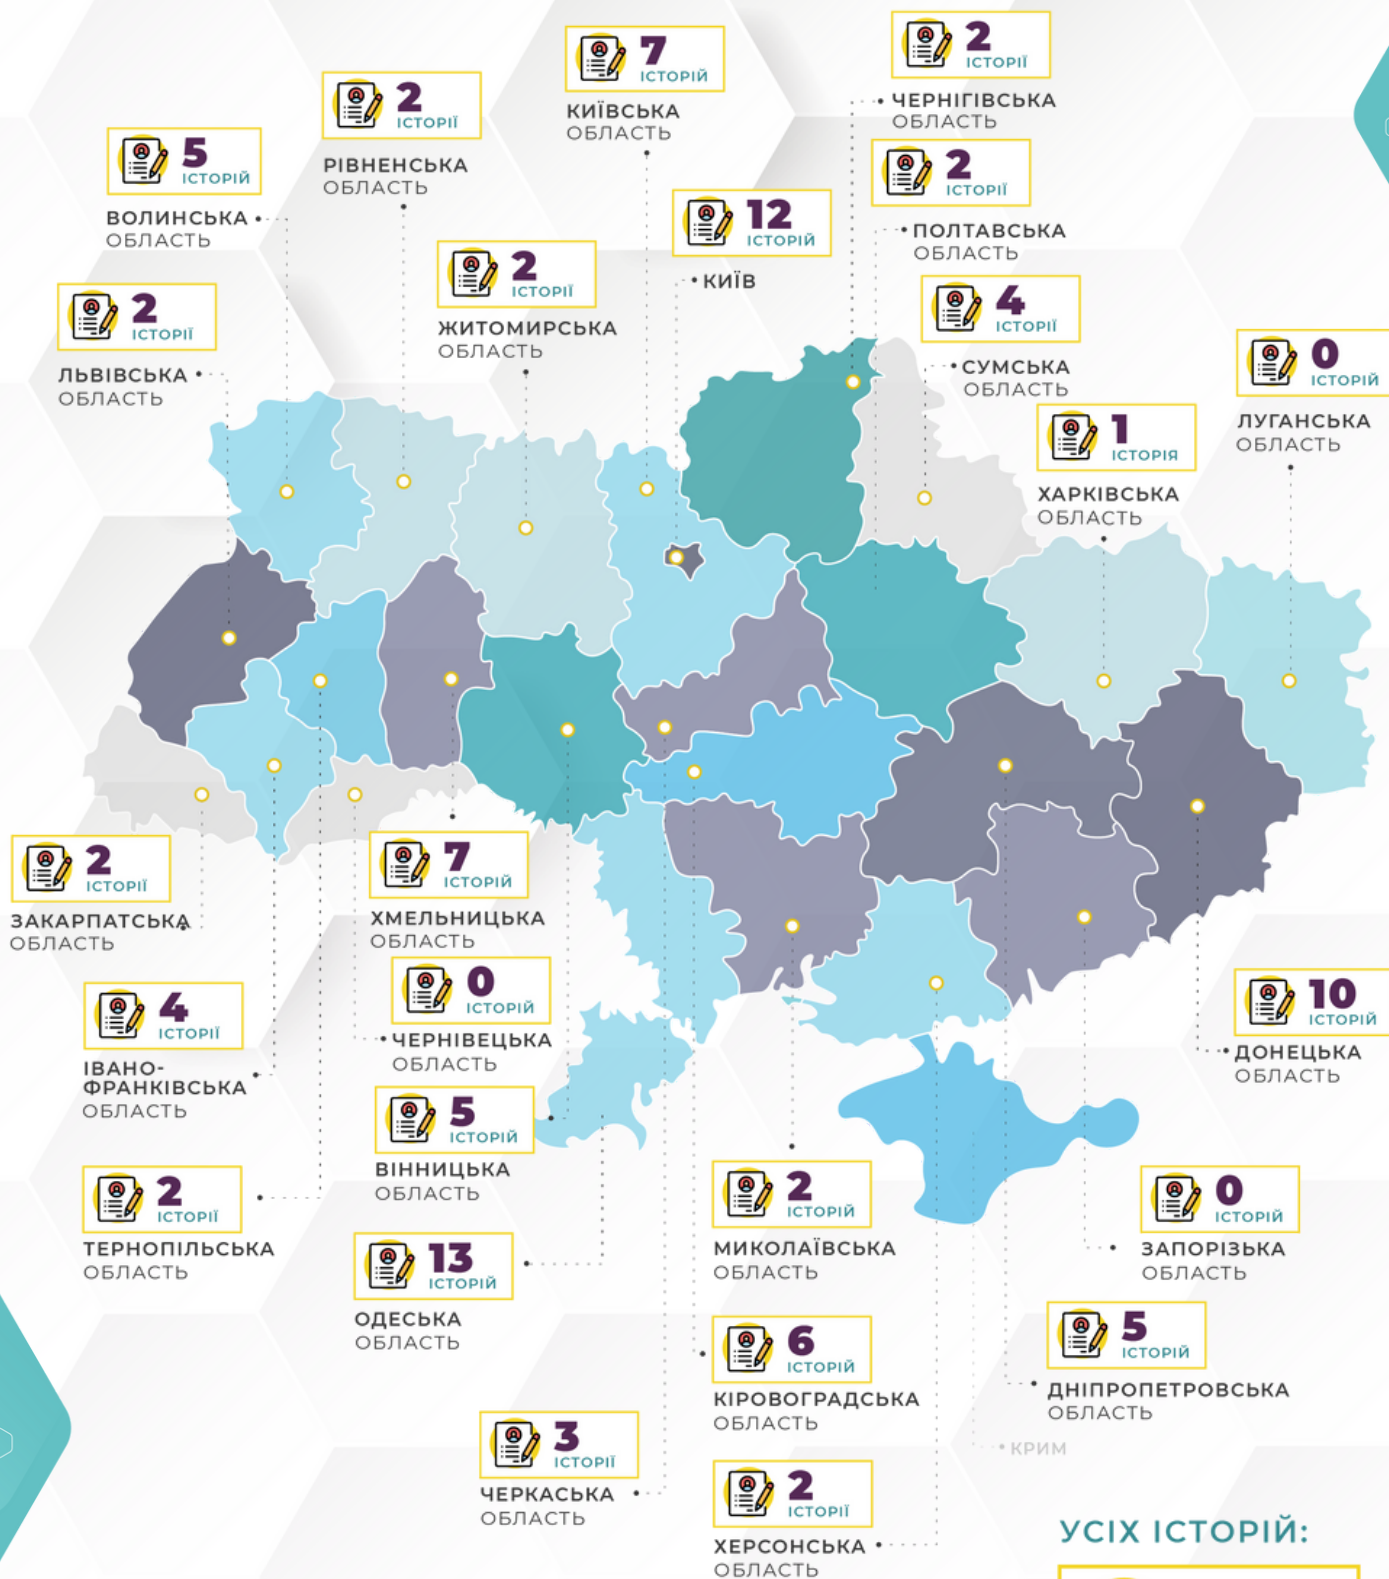 7
ІСТОРІЙ
КИЇВСЬКА
ОБЛАСТЬ
2
ІСТОРІЇ
ЧЕРНІГІВСЬКА
ОБЛАСТЬ
2
ІСТОРІЇ
РІВНЕНСЬКА
ОБЛАСТЬ
5
ІСТОРІЙ
ВОЛИНСЬКА
ОБЛАСТЬ
2
ІСТОРІЇ
ПОЛТАВСЬКА
ОБЛАСТЬ
12
ІСТОРІЙ
КИЇВ
2
ІСТОРІЇ
ЖИТОМИРСЬКА
ОБЛАСТЬ
2
ІСТОРІЇ
ЛЬВІВСЬКА
ОБЛАСТЬ
4
ІСТОРІЇ
СУМСЬКА
ОБЛАСТЬ
0
ІСТОРІЙ
ЛУГАНСЬКА
ОБЛАСТЬ
1
ІСТОРІЯ
ХАРКІВСЬКА
ОБЛАСТЬ
2
ІСТОРІЇ
ЗАКАРПАТСЬКА
ОБЛАСТЬ
7
ІСТОРІЙ
ХМЕЛЬНИЦЬКА
ОБЛАСТЬ
0
ІСТОРІЙ
ЧЕРНІВЕЦЬКА
ОБЛАСТЬ
10
ІСТОРІЙ
ДОНЕЦЬКА
ОБЛАСТЬ
4
ІСТОРІЇ
ІВАНО-
ФРАНКІВСЬКА
ОБЛАСТЬ
5
ІСТОРІЙ
ВІННИЦЬКА
ОБЛАСТЬ
2
ІСТОРІЇ
ТЕРНОПІЛЬСЬКА
ОБЛАСТЬ
2
ІСТОРІЙ
МИКОЛАЇВСЬКА
ОБЛАСТЬ
0
ІСТОРІЙ
ЗАПОРІЗЬКА
ОБЛАСТЬ
13
ІСТОРІЙ
ОДЕСЬКА
ОБЛАСТЬ
6
ІСТОРІЙ
КІРОВОГРАДСЬКА
ОБЛАСТЬ
5
ІСТОРІЙ
ДНІПРОПЕТРОВСЬКА
ОБЛАСТЬ
КРИМ
3
ІСТОРІЇ
ЧЕРКАСЬКА
ОБЛАСТЬ
2
ІСТОРІЇ
ХЕРСОНСЬКА
ОБЛАСТЬ
УСІХ ІСТОРІЙ: